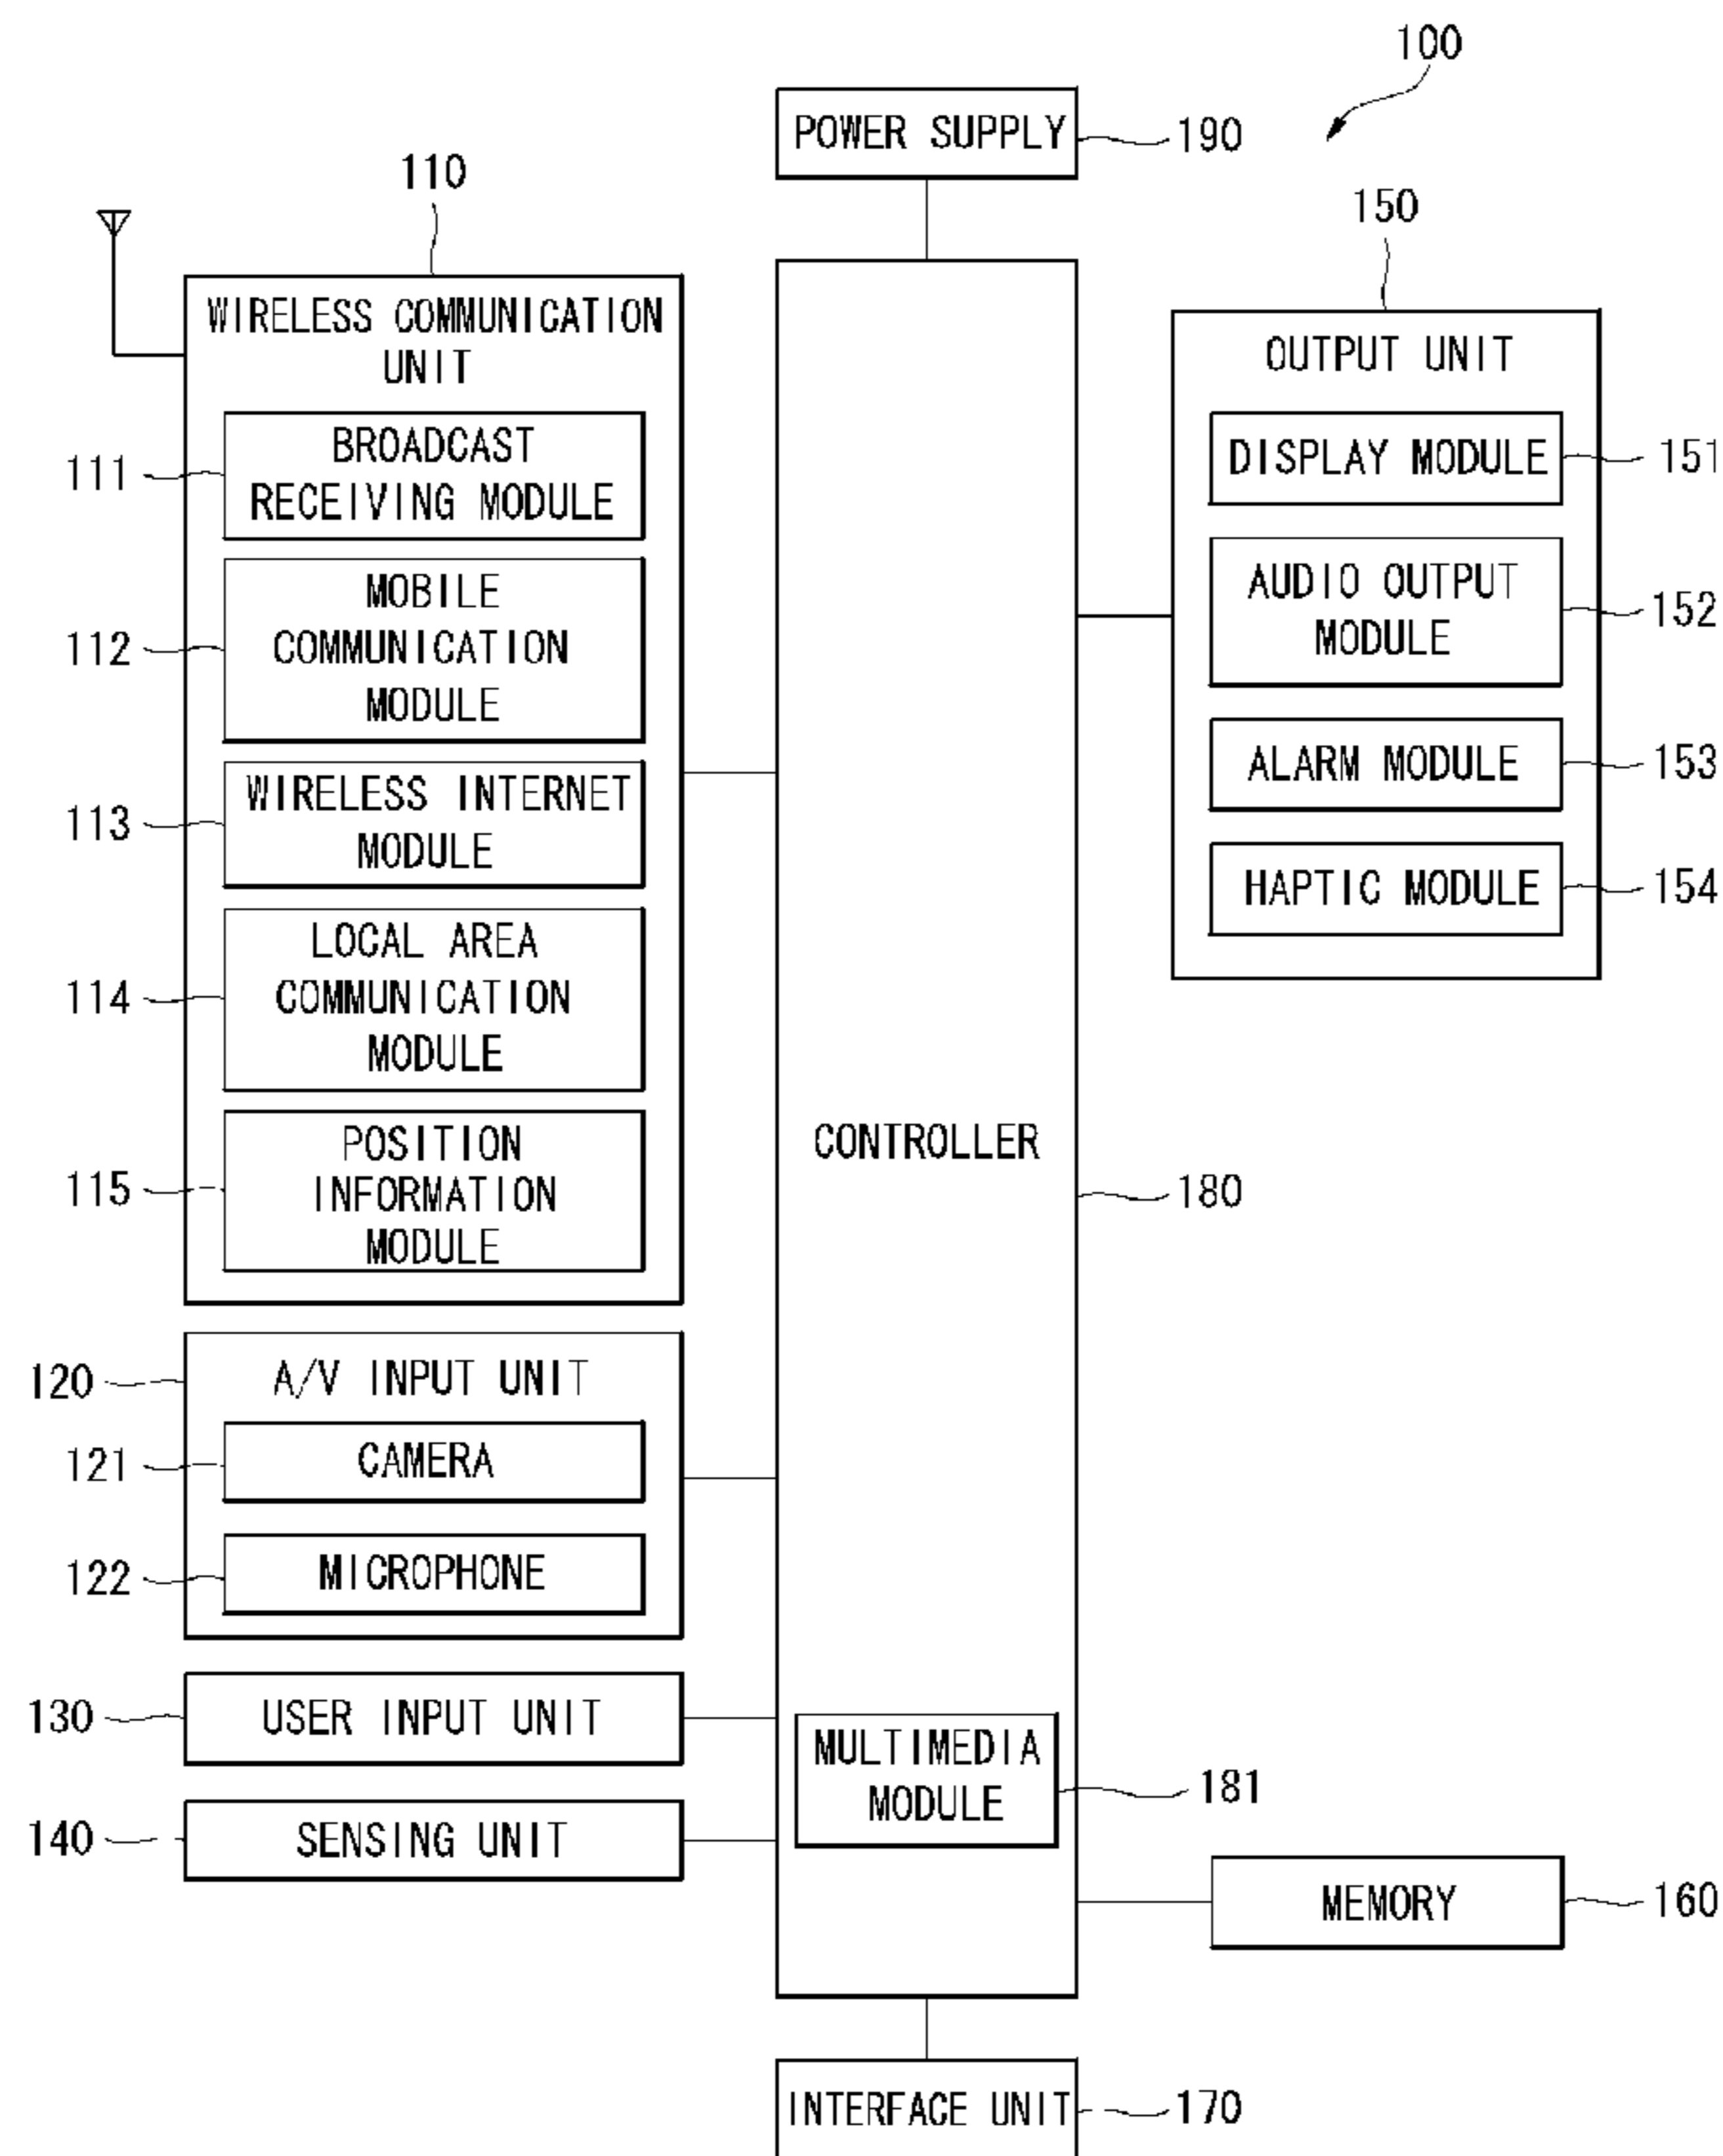 100
POWER SUPPLY
190
110
150
WIRELESS COMMUNICATION
UNIT
111
BROADCAST
RECEIVING MODULE
112
MOBILE
COMMUNICATION
MODULE
113
WIRELESS INTERNET
MODULE
114
LOCAL AREA
COMMUNICATION
MODULE
115
POSITION
INFORMATION
MODULE
120
A/V INPUT UNIT
121
CAMERA
122
MICROPHONE
130
USER INPUT UNIT
140
SENSING UNIT
CONTROLLER
180
MULTIMEDIA
MODULE
181
OUTPUT UNIT
DISPLAY MODULE
151
AUDIO OUTPUT
MODULE
152
ALARM MODULE
153
HAPTIC MODULE
154
MEMORY
160
INTERFACE UNIT
170